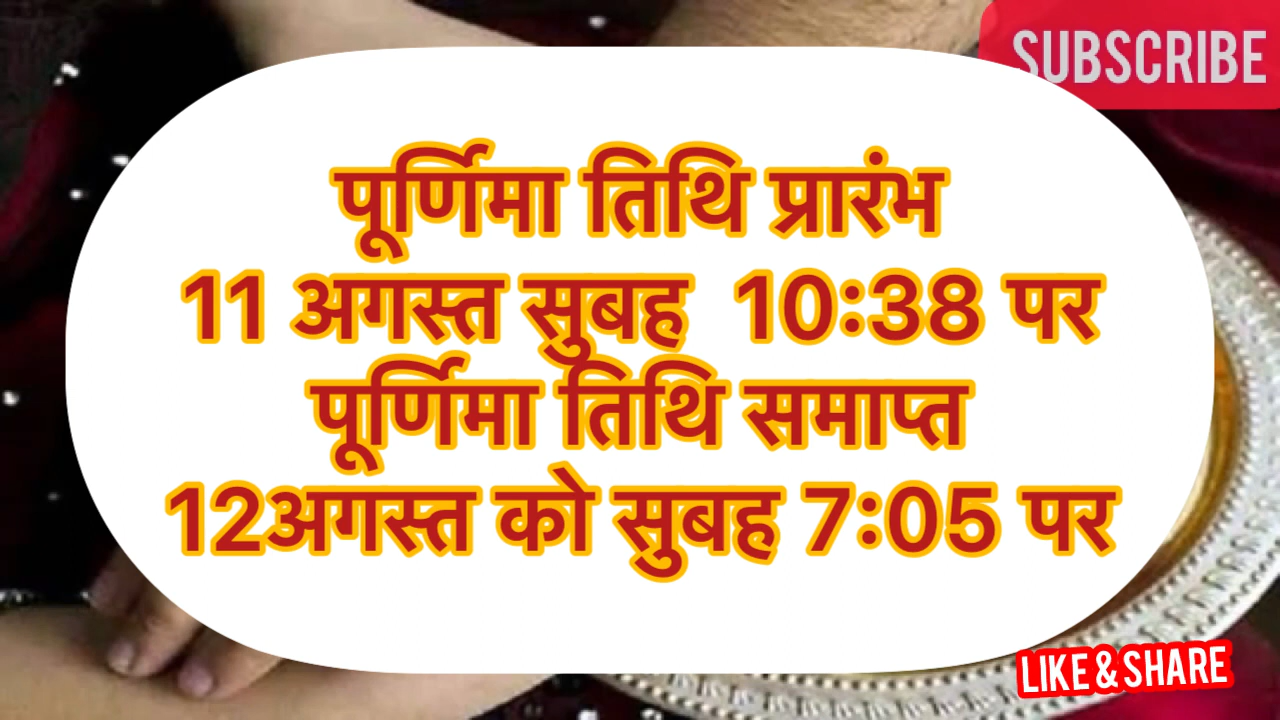 SUBSCRIBE
पूर्णिमा तिथि प्रारंभ
11 अगस्त सुबह 10:38 पर
पूर्णिमा तिथि समाप्त
12अगस्त को सुबह 7:05 पर
LIKE & SHARE